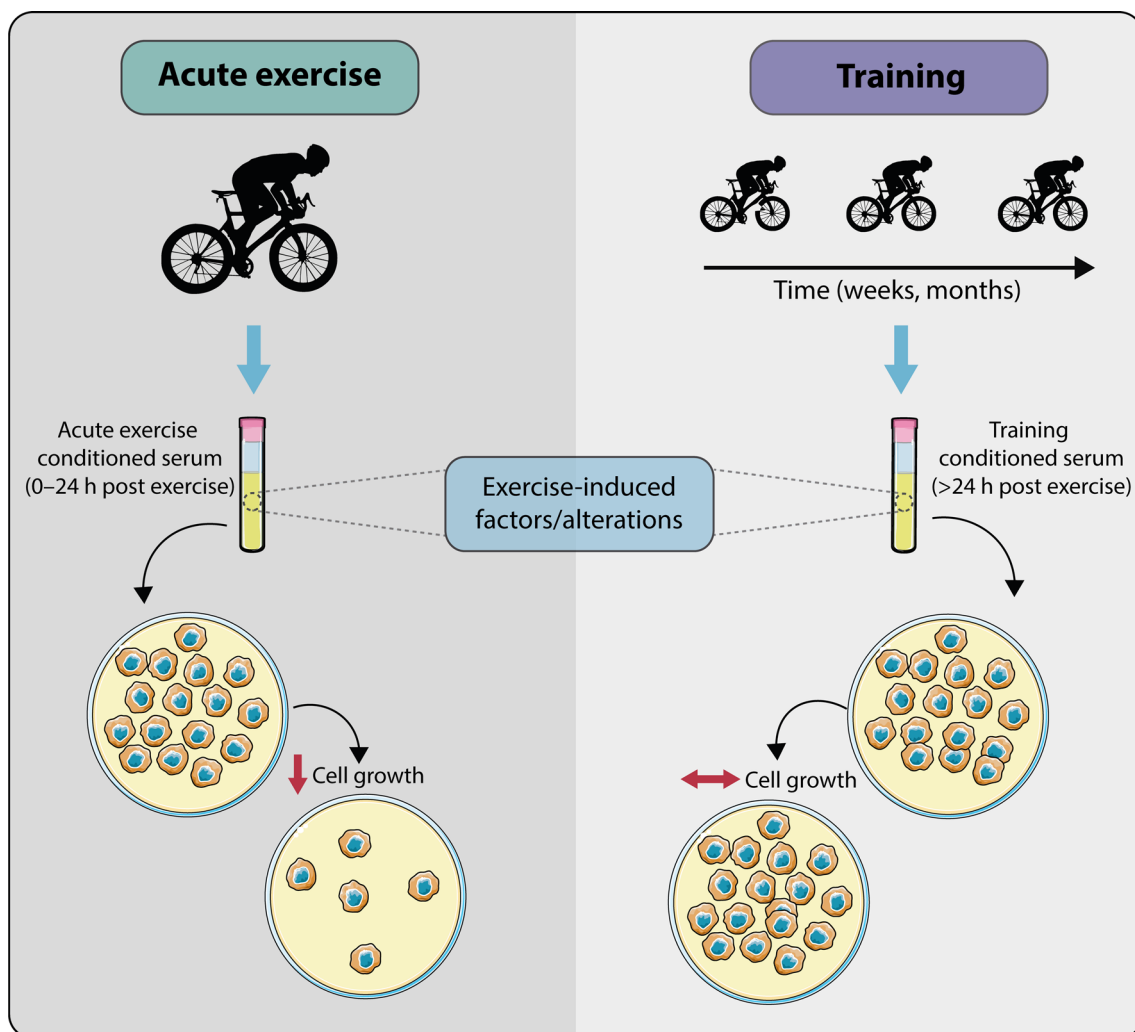 Acute exercise
Training
Time (weeks, months)
Acute exercise
conditioned serum
(0–24 h post exercise)
Exercise-induced
factors/alterations
Training
conditioned serum
(>24 h post exercise)
Cell growth
Cell growth